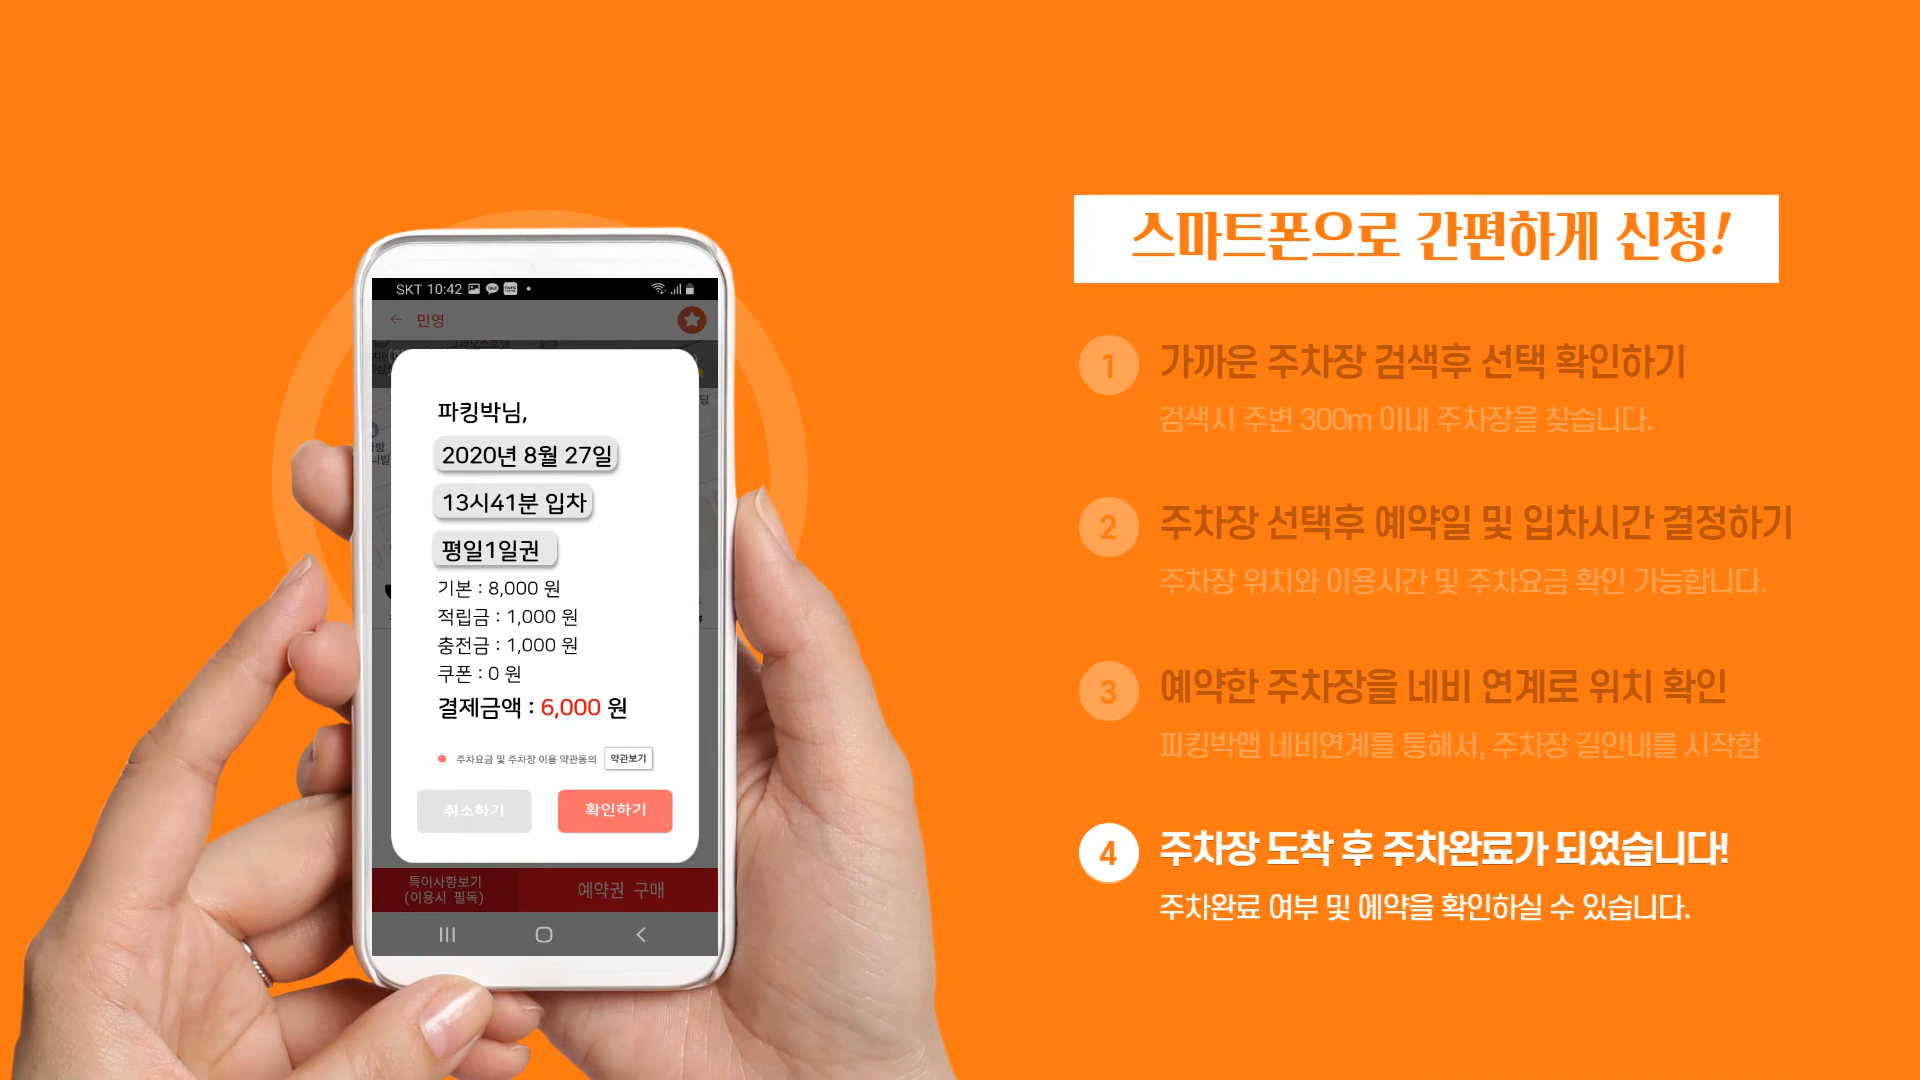 SKT 10:42
민영
파킹박님,
2020년 8월 27일
13시41분 입차
평일1일권
기본 : 8,000 원
적립금 : 1,000 원
충전금 : 1,000 원
쿠폰 : 0 원
결제금액 : 6,000 원
주차요금 및 주차장 이용 약관동의 약관보기
취소하기 확인하기
특이사항보기
(이용시 필독)
예약권 구매
스마트폰으로 간편하게 신청!
1 가까운 주차장 검색후 선택 확인하기
검색시 주변 300m 이내 주차장을 찾습니다.
2 주차장 선택후 예약일 및 입차시간 결정하기
주차장 위치와 이용시간 및 주차요금 확인 가능합니다.
3 예약한 주차장을 네비 연계로 위치 확인
파킹박앱 네비연계를 통해서, 주차장 길안내를 시작함
4 주차장 도착 후 주차완료가 되었습니다!
주차완료 여부 및 예약을 확인하실 수 있습니다.